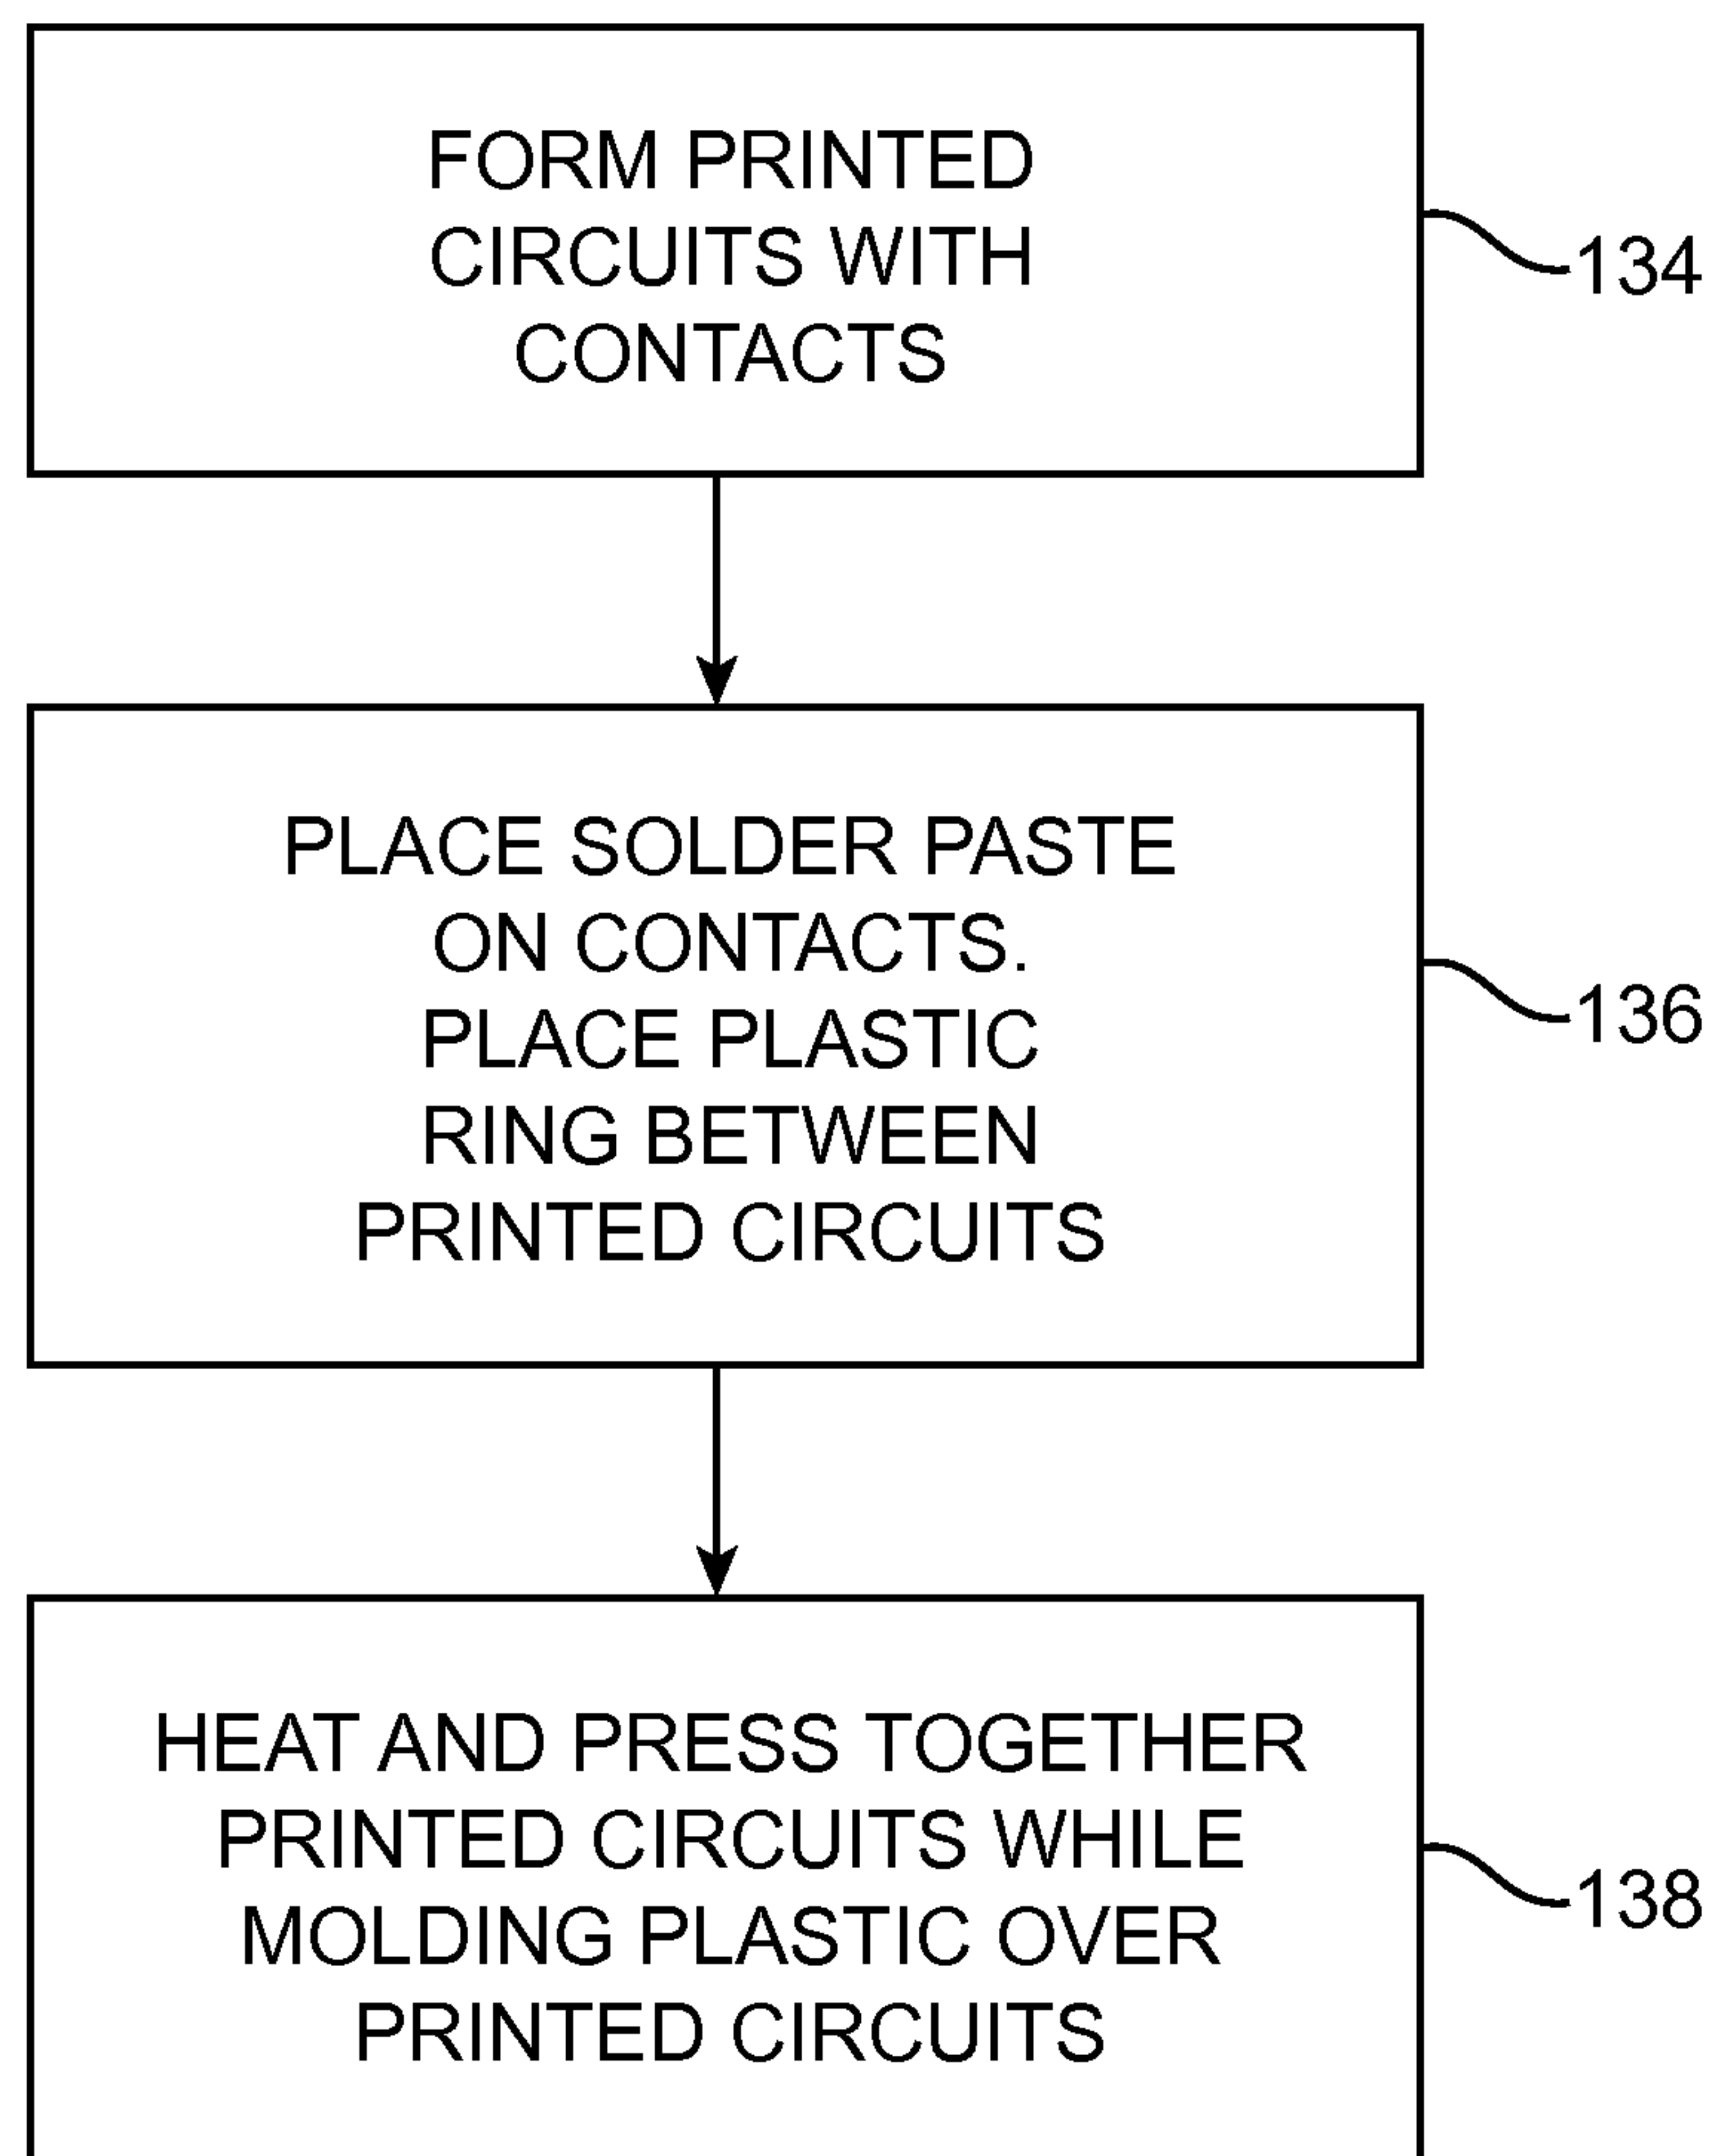 FORM PRINTED
CIRCUITS WITH
CONTACTS
134
PLACE SOLDER PASTE
ON CONTACTS.
PLACE PLASTIC
RING BETWEEN
PRINTED CIRCUITS
136
HEAT AND PRESS TOGETHER
PRINTED CIRCUITS WHILE
MOLDING PLASTIC OVER
PRINTED CIRCUITS
138